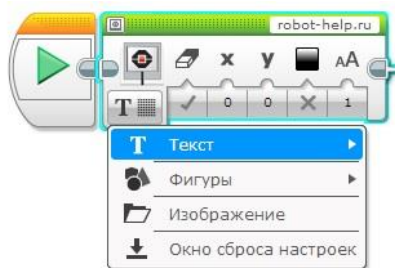 robot-help.ru
x y AA
T 0 0 1
T Текст
Фигуры
Изображение
Окно сброса настроек